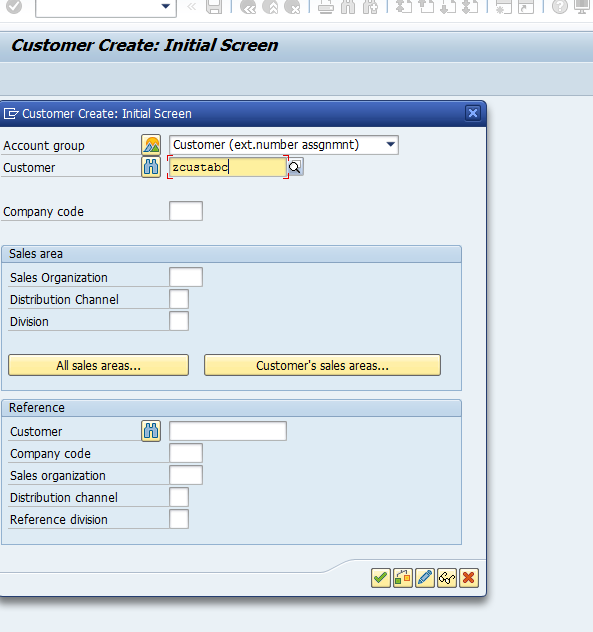 Customer Create: Initial Screen
Customer Create: Initial Screen
Account group Customer (ext.number assgnmnt)
Customer zcustabc
Company code
Sales area
Sales Organization
Distribution Channel
Division
All sales areas... Customer's sales areas...
Reference
Customer
Company code
Sales organization
Distribution channel
Reference division